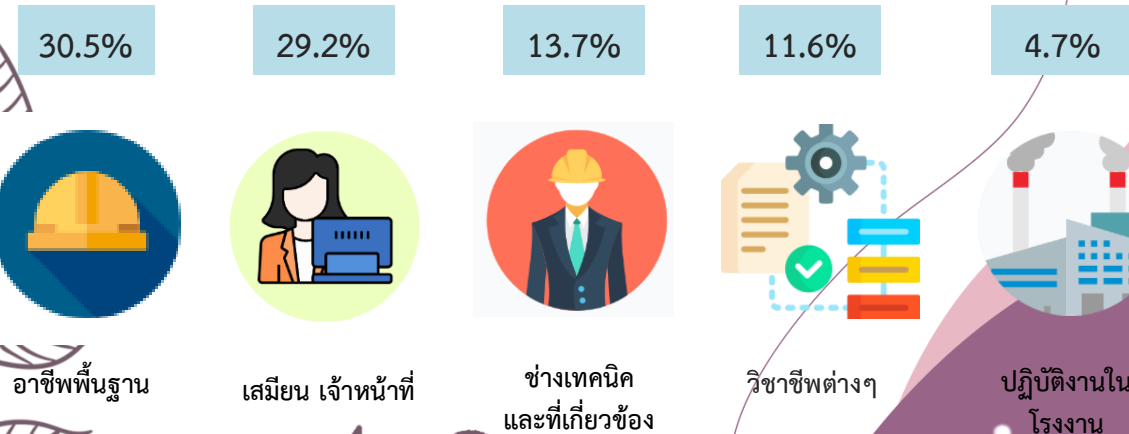 30.5%
29.2%
13.7%
11.6%
4.7%
อาชีพพื้นฐาน
เสมียน เจ้าหน้าที่
ช่างเทคนิค
และที่เกี่ยวข้อง
วิชาชีพต่างๆ
ปฏิบัติงานใน
โรงงาน